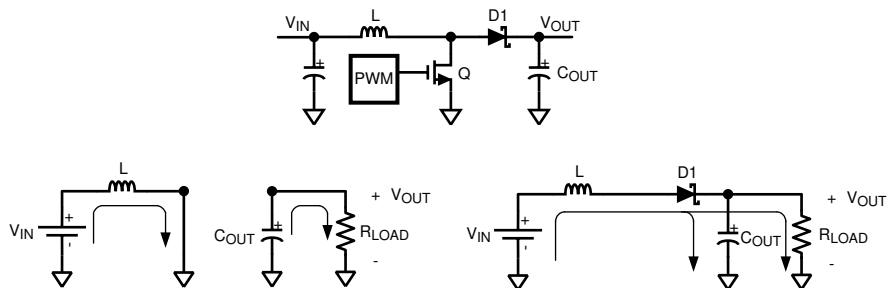 VIN
L
D1
VOUT
+
PWM
Q
+
COUT
L
VIN
+
-
COUT
+
+ VOUT
RLOAD
-
L
D1
VIN
+
-
+
COUT
+ VOUT
RLOAD
-